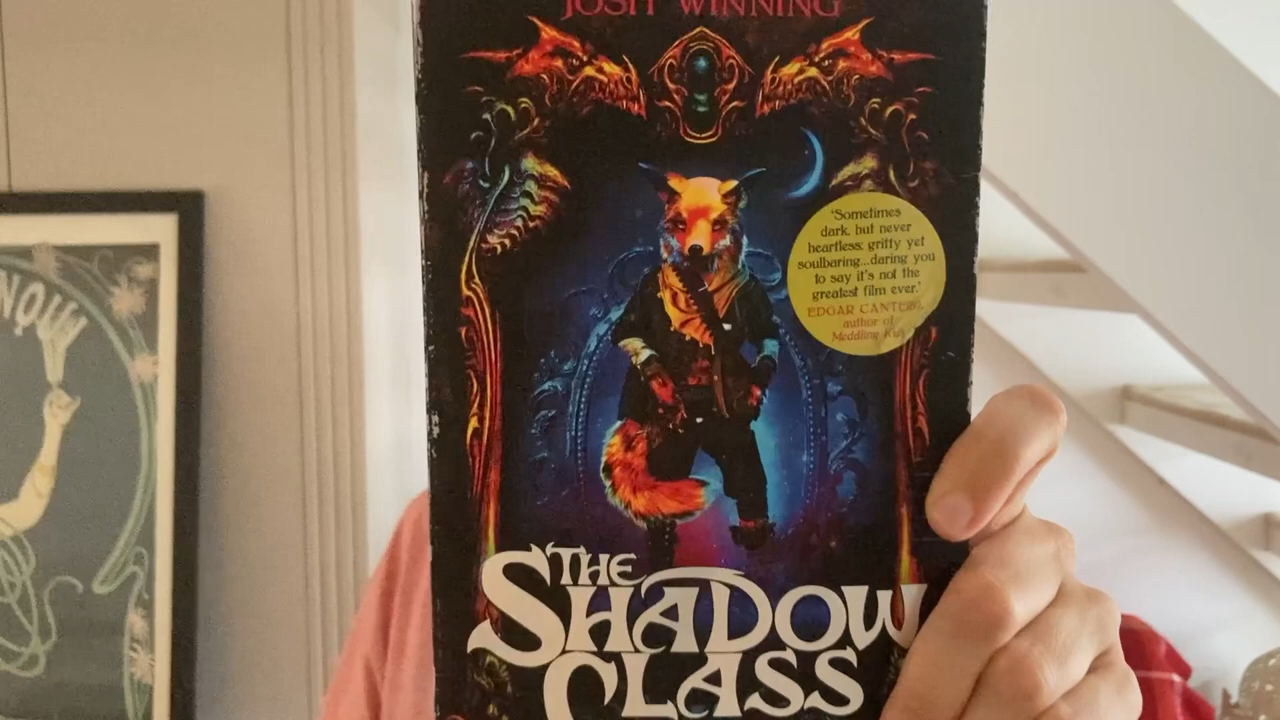 JOSH WINNING
'Sometimes
dark, but never
heartless; gritty yet
soulbaring...daring you
to say it's not the
greatest film ever.'
EDGAR CANTERO,
author of
Meddling Kids
THE
SHADOW
GLASS